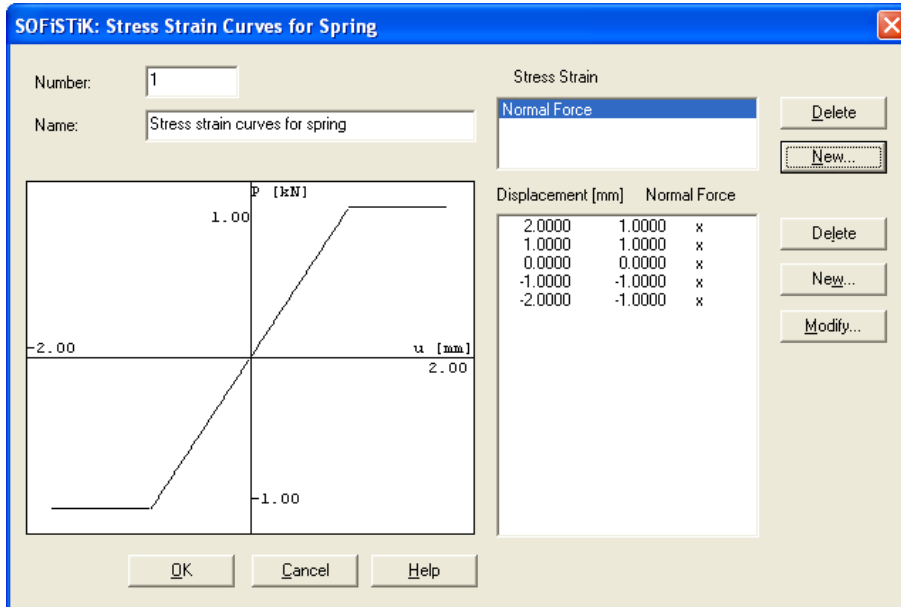 SOFiSTiK: Stress Strain Curves for Spring
Number: 1
Name: Stress strain curves for spring
Stress Strain
Normal Force
Delete
New...
P [kN]
1.00
-2.00
u [mm]
2.00
-1.00
Displacement [mm] Normal Force
2.0000 1.0000 x
1.0000 1.0000 x
0.0000 0.0000 x
-1.0000 -1.0000 x
-2.0000 -1.0000 x
Delete
New...
Modify...
OK Cancel Help